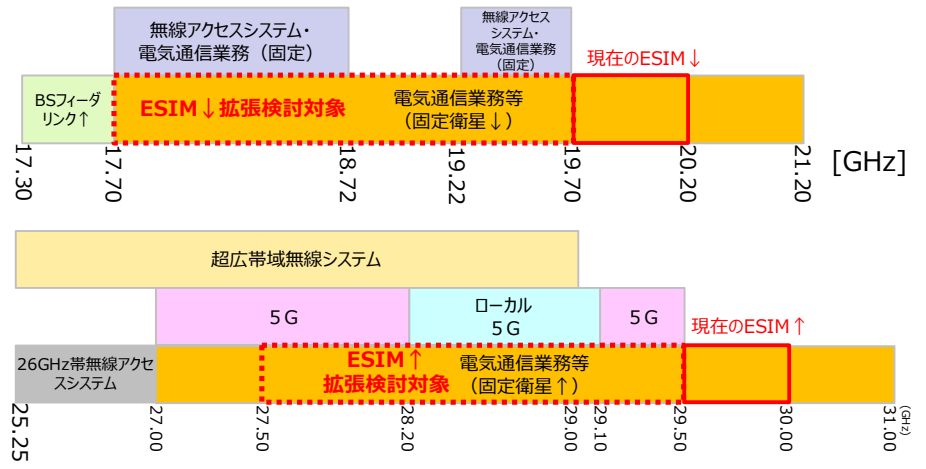 無線アクセスシステム・
電気通信業務（固定）
無線アクセス
システム・
電気通信業務
（固定）
現在のESIM↓
BSフィーダ
リンク↑
ESIM↓拡張検討対象
電気通信業務等
（固定衛星↓）
17.30
17.70
18.72
19.22
19.70
20.20
21.20
[GHz]
超広帯域無線システム
5G
ローカル
5G
5G
現在のESIM↑
26GHz帯無線アクセ
スシステム
ESIM↑
拡張検討対象
電気通信業務等
（固定衛星↑）
25.25
27.00
27.50
28.20
29.00
29.10
29.50
30.00
31.00
(GHz)